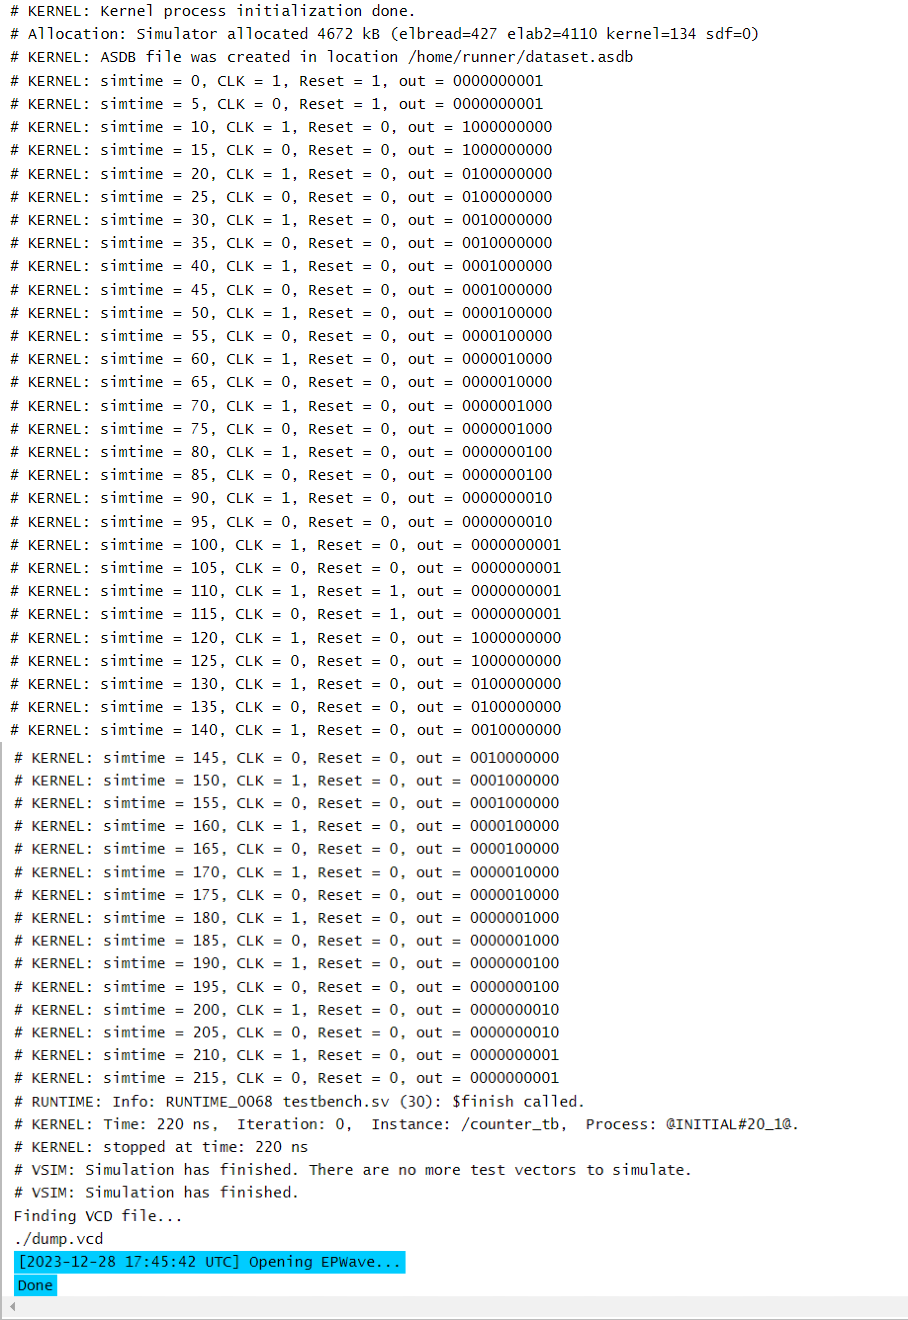 # KERNEL: Kernel process initialization done.
# Allocation: Simulator allocated 4672 kB (elbread=427 elab2=4110 kernel=134 sdf=0)
# KERNEL: ASDB file was created in location /home/runner/dataset.asdb
# KERNEL: simtime = 0, CLK = 1, Reset = 1, out = 0000000001
# KERNEL: simtime = 5, CLK = 0, Reset = 1, out = 0000000001
# KERNEL: simtime = 10, CLK = 1, Reset = 0, out = 1000000000
# KERNEL: simtime = 15, CLK = 0, Reset = 0, out = 1000000000
# KERNEL: simtime = 20, CLK = 1, Reset = 0, out = 0100000000
# KERNEL: simtime = 25, CLK = 0, Reset = 0, out = 0100000000
# KERNEL: simtime = 30, CLK = 1, Reset = 0, out = 0010000000
# KERNEL: simtime = 35, CLK = 0, Reset = 0, out = 0010000000
# KERNEL: simtime = 40, CLK = 1, Reset = 0, out = 0001000000
# KERNEL: simtime = 45, CLK = 0, Reset = 0, out = 0001000000
# KERNEL: simtime = 50, CLK = 1, Reset = 0, out = 0000100000
# KERNEL: simtime = 55, CLK = 0, Reset = 0, out = 0000100000
# KERNEL: simtime = 60, CLK = 1, Reset = 0, out = 0000010000
# KERNEL: simtime = 65, CLK = 0, Reset = 0, out = 0000010000
# KERNEL: simtime = 70, CLK = 1, Reset = 0, out = 0000001000
# KERNEL: simtime = 75, CLK = 0, Reset = 0, out = 0000001000
# KERNEL: simtime = 80, CLK = 1, Reset = 0, out = 0000000100
# KERNEL: simtime = 85, CLK = 0, Reset = 0, out = 0000000100
# KERNEL: simtime = 90, CLK = 1, Reset = 0, out = 0000000010
# KERNEL: simtime = 95, CLK = 0, Reset = 0, out = 0000000010
# KERNEL: simtime = 100, CLK = 1, Reset = 0, out = 0000000001
# KERNEL: simtime = 105, CLK = 0, Reset = 0, out = 0000000001
# KERNEL: simtime = 110, CLK = 1, Reset = 1, out = 0000000001
# KERNEL: simtime = 115, CLK = 0, Reset = 1, out = 0000000001
# KERNEL: simtime = 120, CLK = 1, Reset = 0, out = 1000000000
# KERNEL: simtime = 125, CLK = 0, Reset = 0, out = 1000000000
# KERNEL: simtime = 130, CLK = 1, Reset = 0, out = 0100000000
# KERNEL: simtime = 135, CLK = 0, Reset = 0, out = 0100000000
# KERNEL: simtime = 140, CLK = 1, Reset = 0, out = 0010000000
# KERNEL: simtime = 145, CLK = 0, Reset = 0, out = 0010000000
# KERNEL: simtime = 150, CLK = 1, Reset = 0, out = 0001000000
# KERNEL: simtime = 155, CLK = 0, Reset = 0, out = 0001000000
# KERNEL: simtime = 160, CLK = 1, Reset = 0, out = 0000100000
# KERNEL: simtime = 165, CLK = 0, Reset = 0, out = 0000100000
# KERNEL: simtime = 170, CLK = 1, Reset = 0, out = 0000010000
# KERNEL: simtime = 175, CLK = 0, Reset = 0, out = 0000010000
# KERNEL: simtime = 180, CLK = 1, Reset = 0, out = 0000001000
# KERNEL: simtime = 185, CLK = 0, Reset = 0, out = 0000001000
# KERNEL: simtime = 190, CLK = 1, Reset = 0, out = 0000000100
# KERNEL: simtime = 195, CLK = 0, Reset = 0, out = 0000000100
# KERNEL: simtime = 200, CLK = 1, Reset = 0, out = 0000000010
# KERNEL: simtime = 205, CLK = 0, Reset = 0, out = 0000000010
# KERNEL: simtime = 210, CLK = 1, Reset = 0, out = 0000000001
# KERNEL: simtime = 215, CLK = 0, Reset = 0, out = 0000000001
# RUNTIME: Info: RUNTIME_0068 testbench.sv (30): $finish called.
# KERNEL: Time: 220 ns,  Iteration: 0,  Instance: /counter_tb,  Process: @INITIAL#20_1@.
# KERNEL: stopped at time: 220 ns
# VSIM: Simulation has finished. There are no more test vectors to simulate.
# VSIM: Simulation has finished.
Finding VCD file...
./dump.vcd
[2023-12-28 17:45:42 UTC] Opening EPWave...
Done